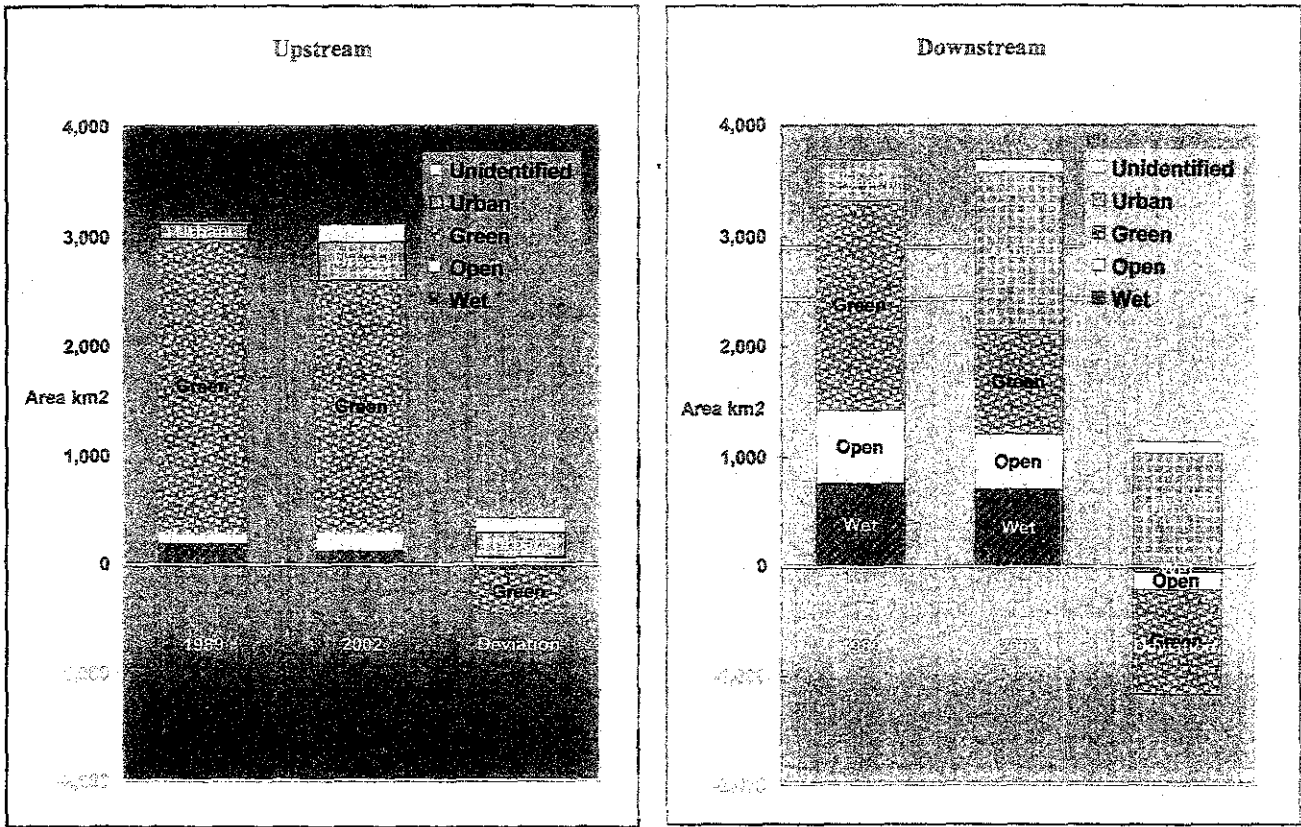 Upstream
4,000
3,000
2,000
Area km2
1,000
0
Unidentified
Urban
Green
Open
Wet
Green
Green
Green
1989
2002
Deviation
Downstream
4,000
3,000
2,000
Area km2
1,000
0
Unidentified
Urban
Green
Open
Wet
Green
Open
Wet
Green
Open
Wet
Open
Green